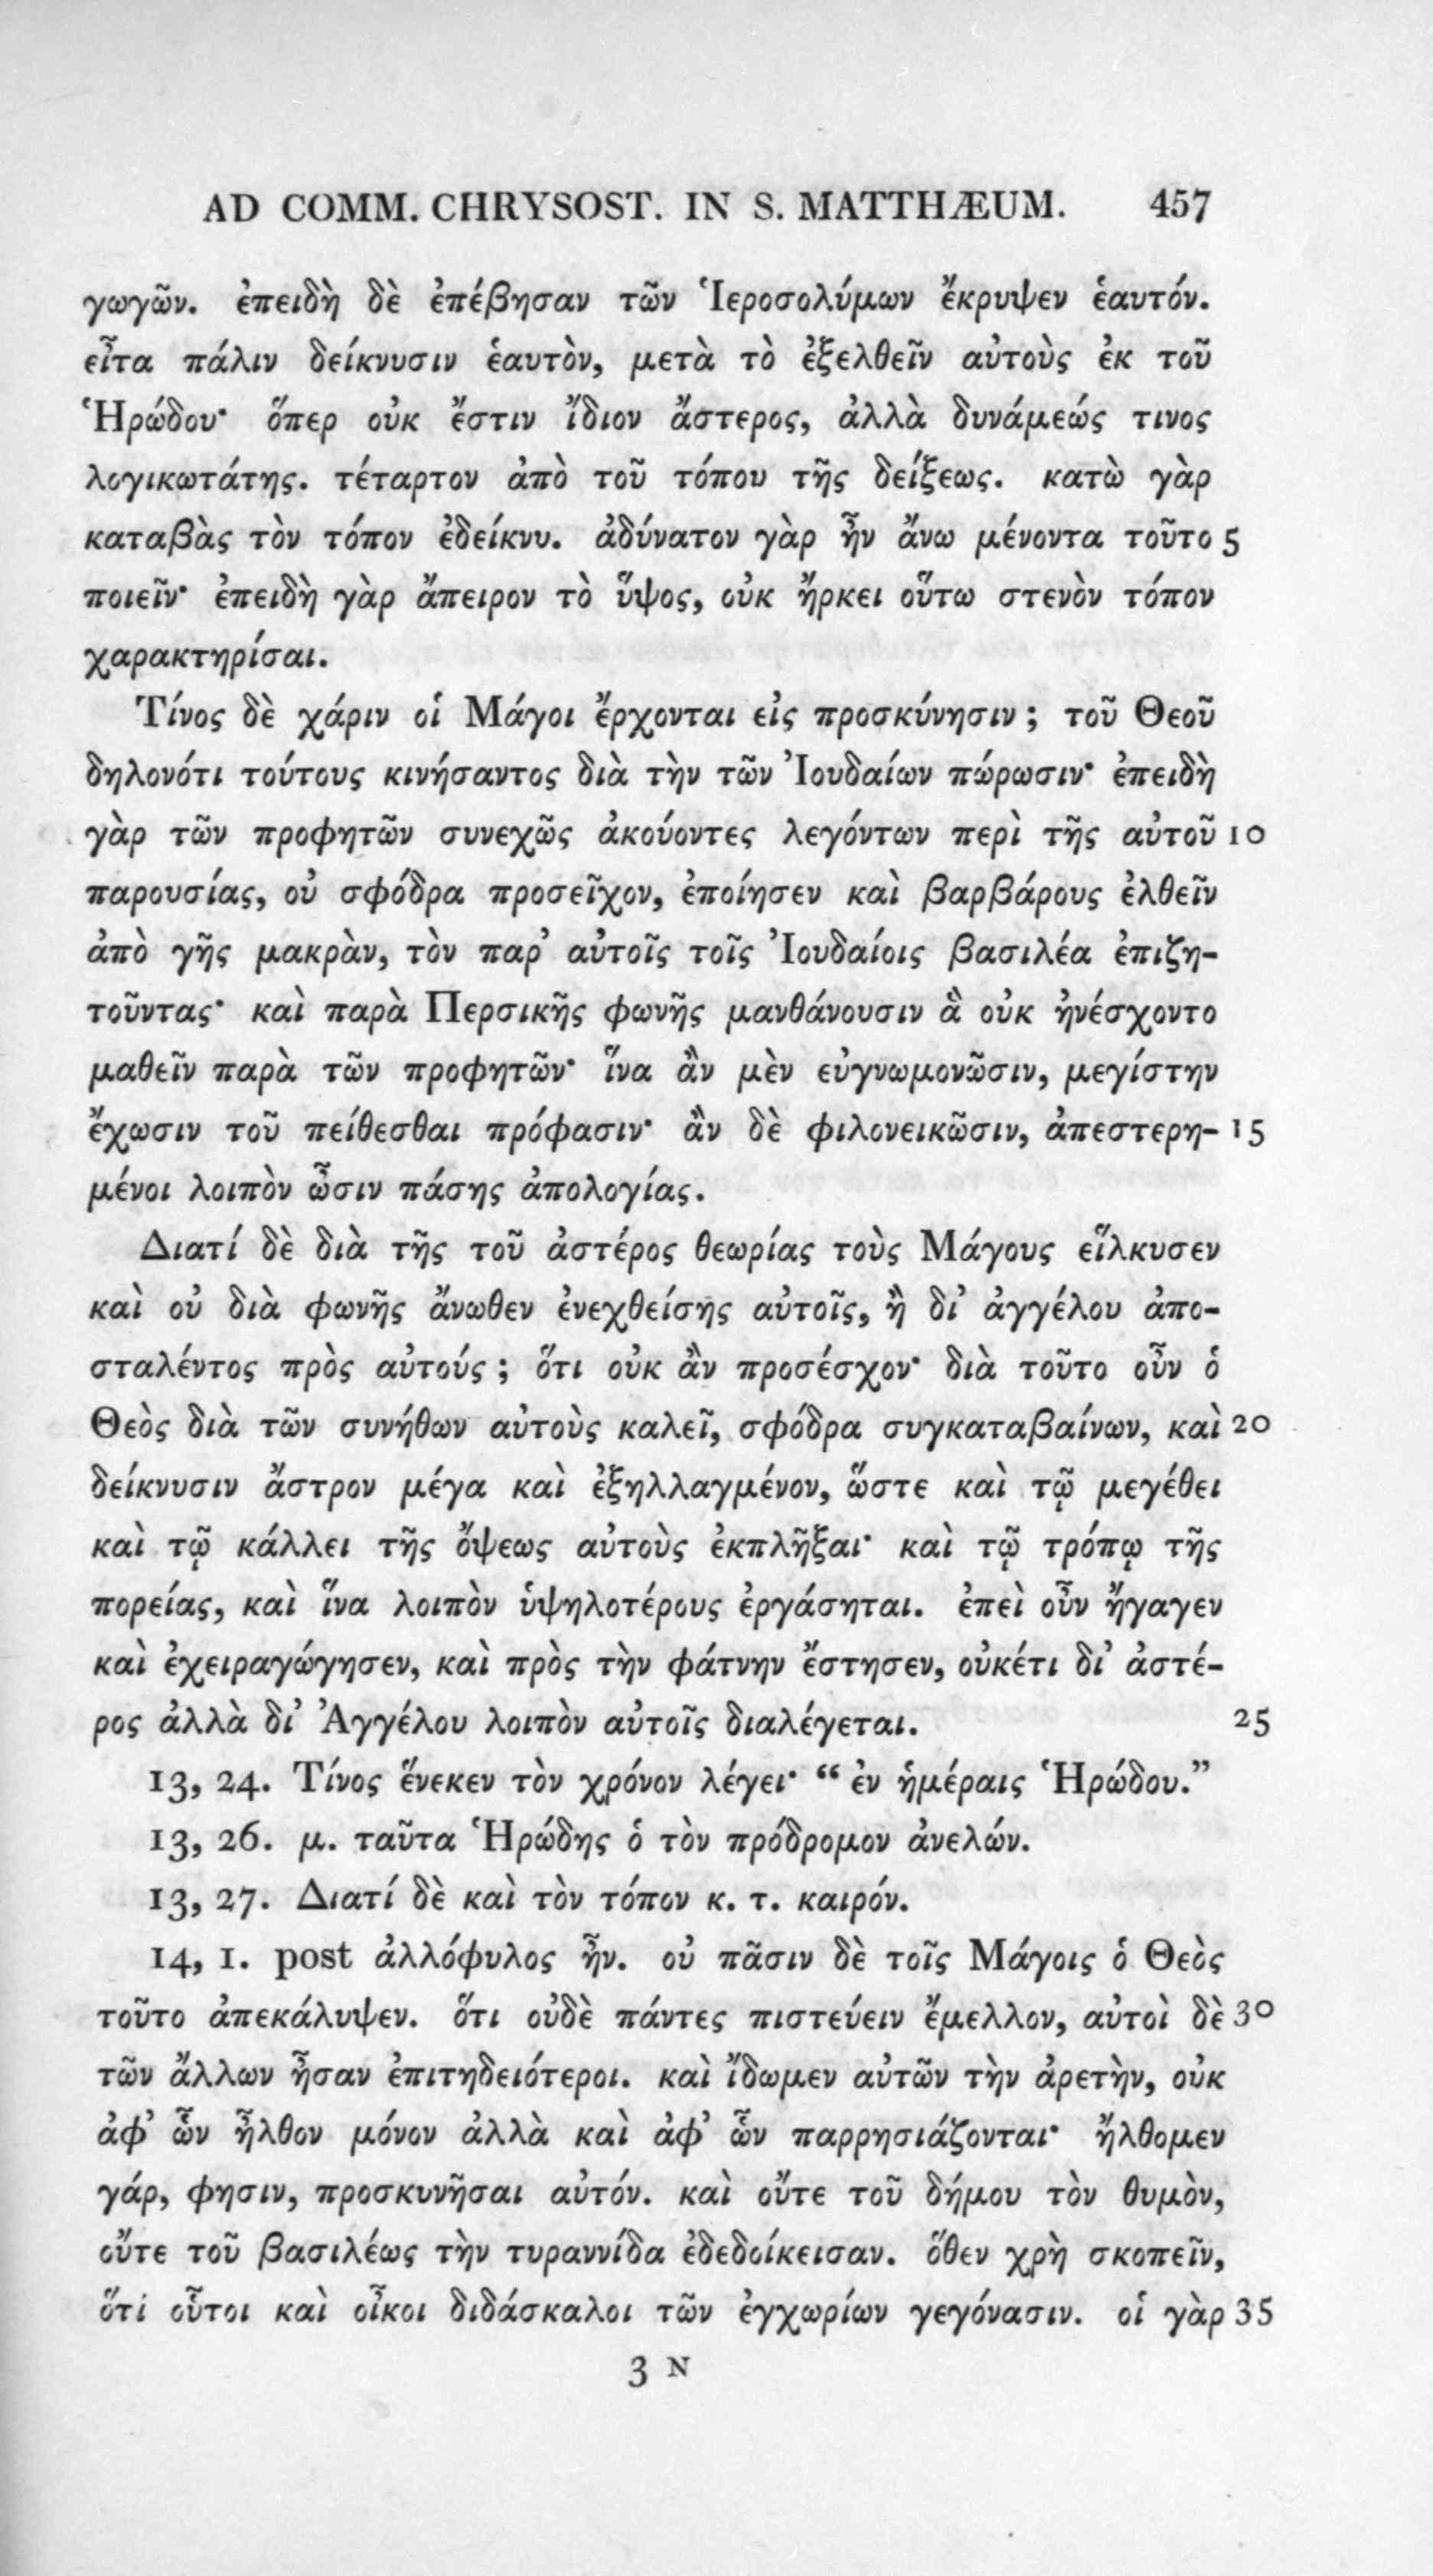 AD COMM. CHRYSOST. IN S. MATTHÆUM. 457
γωγῶν. ἐπειδὴ δὲ ἐπέβησαν τῶν Ἱεροσολύμων ἔκρυψεν ἑαυτόν.
εἶτα πάλιν δείκνυσιν ἑαυτὸν, μετὰ τὸ ἐξελθεῖν αὐτοὺς ἐκ τοῦ
Ἡρώδου· ὅπερ οὐκ ἔστιν ἴδιον ἄστερος, ἀλλὰ δυνάμεώς τινος
λογικωτάτης. τέταρτον ἀπὸ τοῦ τόπου τῆς δείξεως. κατὼ γὰρ
καταβὰς τὸν τόπον ἐδείκνυ. ἀδύνατον γὰρ ἦν ἄνω μένοντα τοῦτο 5
ποιεῖν· ἐπειδὴ γὰρ ἄπειρον τὸ ὕψος, οὐκ ἤρκει οὕτω στενὸν τόπον
χαρακτηρίσαι.
Τίνος δὲ χάριν οἱ Μάγοι ἔρχονται εἰς προσκύνησιν ; τοῦ Θεοῦ
δηλονότι τούτους κινήσαντος διὰ τὴν τῶν Ἰουδαίων πώρωσιν· ἐπειδὴ
γὰρ τῶν προφητῶν συνεχῶς ἀκούοντες λεγόντων περὶ τῆς αὐτοῦ 10
παρουσίας, οὐ σφόδρα προσεῖχον, ἐποίησεν καὶ βαρβάρους ἐλθεῖν
ἀπὸ γῆς μακρὰν, τὸν παρ’ αὐτοῖς τοῖς Ἰουδαίοις βασιλέα ἐπιζη-
τοῦντας· καὶ παρὰ Περσικῆς φωνῆς μανθάνουσιν ἃ οὐκ ἠνέσχοντο
μαθεῖν παρὰ τῶν προφητῶν· ἵνα ἂν μὲν εὐγνωμονῶσιν, μεγίστην
ἔχωσιν τοῦ πείθεσθαι πρόφασιν· ἂν δὲ φιλονεικῶσιν, ἀπεστερη- 15
μένοι λοιπὸν ὦσιν πάσης ἀπολογίας.
Διατί δὲ διὰ τῆς τοῦ ἀστέρος θεωρίας τοὺς Μάγους εἵλκυσεν
καὶ οὐ διὰ φωνῆς ἄνωθεν ἐνεχθείσης αὐτοῖς, ἢ δι’ ἀγγέλου ἀπο-
σταλέντος πρὸς αὐτούς ; ὅτι οὐκ ἂν προσέσχον· διὰ τοῦτο οὖν ὁ
Θεὸς διὰ τῶν συνήθων αὐτοὺς καλεῖ, σφόδρα συγκαταβαίνων, καὶ 20
δείκνυσιν ἄστρον μέγα καὶ ἐξηλλαγμένον, ὥστε καὶ τῷ μεγέθει
καὶ τῷ κάλλει τῆς ὄψεως αὐτοὺς ἐκπλῆξαι· καὶ τῷ τρόπῳ τῆς
πορείας, καὶ ἵνα λοιπὸν ὑψηλοτέρους ἐργάσηται. ἐπεὶ οὖν ἤγαγεν
καὶ ἐχειραγώγησεν, καὶ πρὸς τὴν φάτνην ἔστησεν, οὐκέτι δι’ ἀστέ-
ρος ἀλλὰ δι’ Ἀγγέλου λοιπὸν αὐτοῖς διαλέγεται. 25
13, 24. Τίνος ἕνεκεν τὸν χρόνον λέγει· “ ἐν ἡμέραις Ἡρώδου.”
13, 26. μ. ταῦτα Ἡρώδης ὁ τὸν πρόδρομον ἀνελών.
13, 27. Διατί δὲ καὶ τὸν τόπον κ. τ. καιρόν.
14, 1. post ἀλλόφυλος ἦν. οὐ πᾶσιν δὲ τοῖς Μάγοις ὁ Θεὸς
τοῦτο ἀπεκάλυψεν. ὅτι οὐδὲ πάντες πιστεύειν ἔμελλον, αὐτοὶ δὲ 30
τῶν ἄλλων ἦσαν ἐπιτηδειότεροι. καὶ ἴδωμεν αὐτῶν τὴν ἀρετὴν, οὐκ
ἀφ’ ὧν ἦλθον μόνον ἀλλὰ καὶ ἀφ’ ὧν παρρησιάζονται· ἤλθομεν
γάρ, φησιν, προσκυνῆσαι αὐτόν. καὶ οὔτε τοῦ δήμου τὸν θυμὸν,
οὔτε τοῦ βασιλέως τὴν τυραννίδα ἐδεδοίκεισαν. ὅθεν χρὴ σκοπεῖν,
ὅτι οὗτοι καὶ οἶκοι διδάσκαλοι τῶν ἐγχωρίων γεγόνασιν. οἱ γὰρ 35
3 N